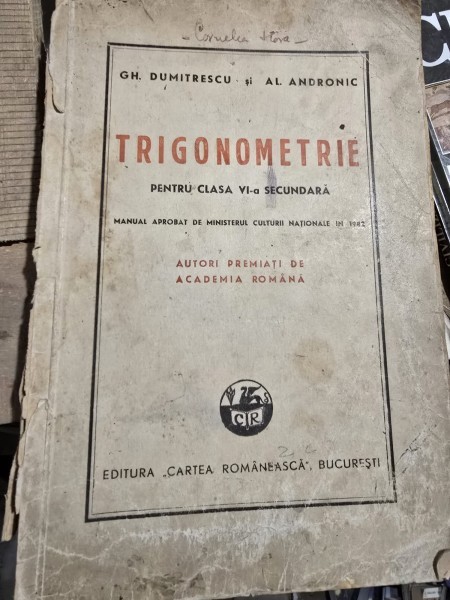 GH. DUMITRESCU și AL. ANDRONIC
TRIGONOMETRIE
PENTRU CLASA VI-a SECUNDARĂ
MANUAL APROBAT DE MINISTERUL CULTURII NAȚIONALE IN 1942
AUTORI PREMIAȚI DE
ACADEMIA ROMÂNĂ
C R
EDITURA „CARTEA ROMÂNEASCĂ", BUCUREȘTI